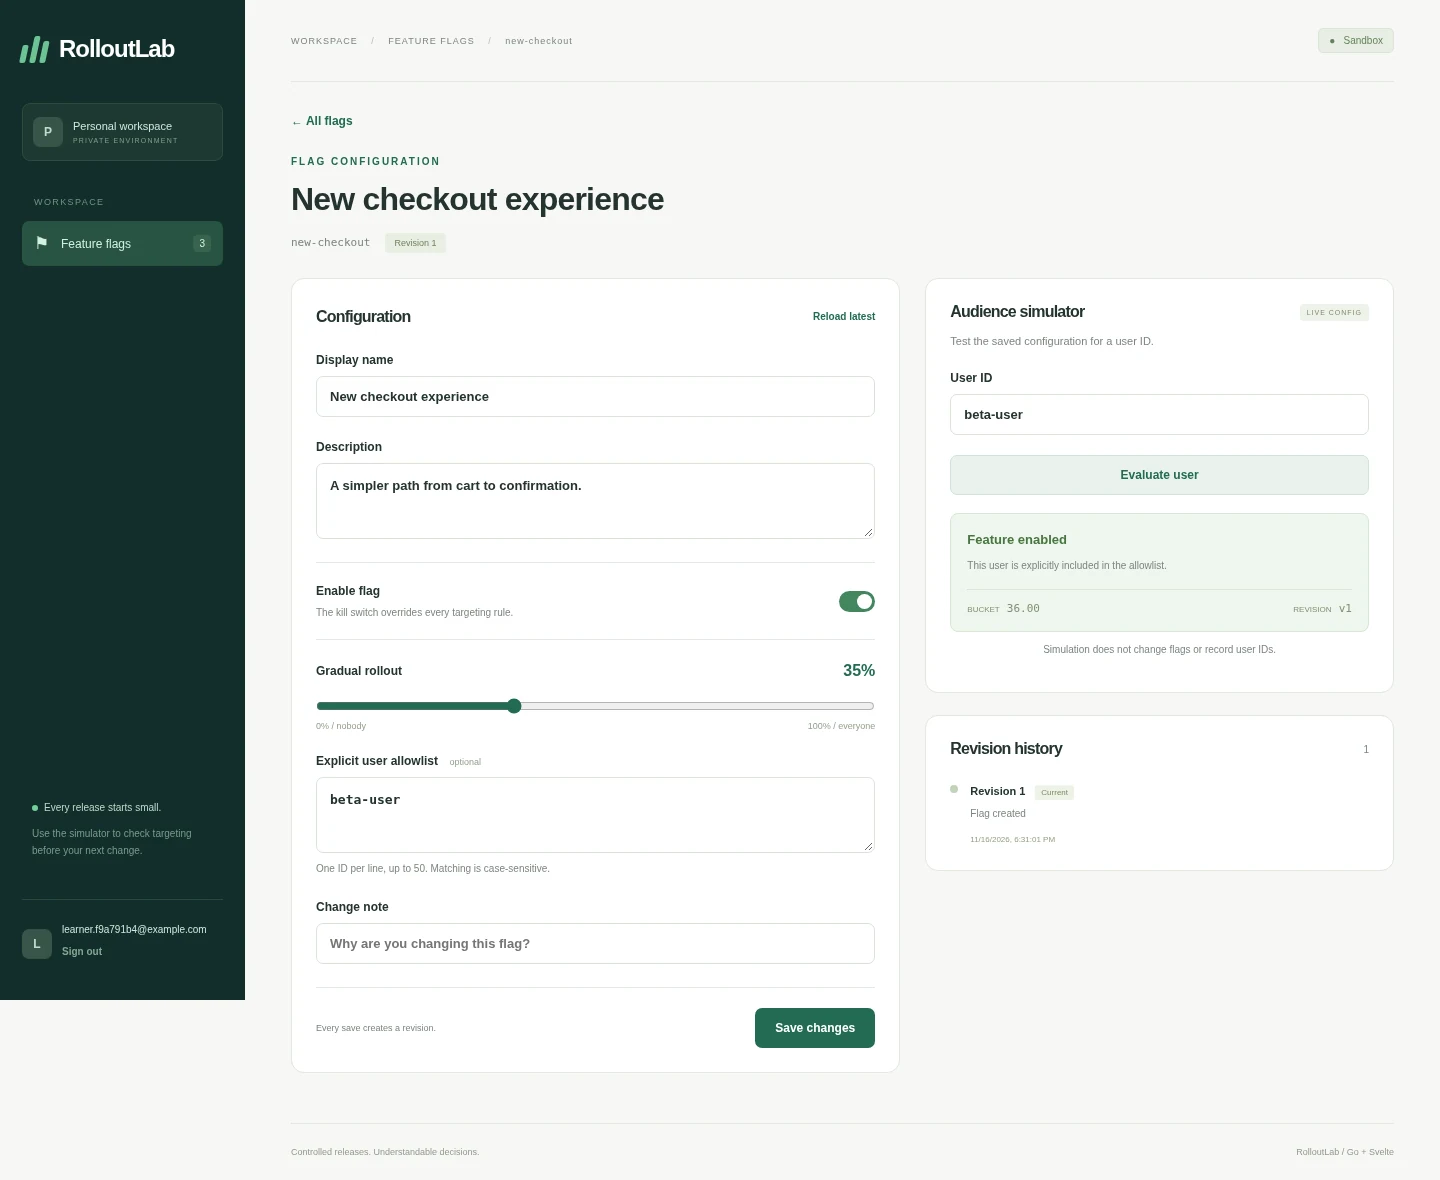 RolloutLab
P
Personal workspace
PRIVATE ENVIRONMENT
WORKSPACE
Feature flags
3
Every release starts small.
Use the simulator to check targeting
before your next change.
L
learner.f9a791b4@example.com
Sign out
WORKSPACE / FEATURE FLAGS / new-checkout
Sandbox
← All flags
FLAG CONFIGURATION
New checkout experience
new-checkout
Revision 1
Configuration
Reload latest
Display name
New checkout experience
Description
A simpler path from cart to confirmation.
Enable flag
The kill switch overrides every targeting rule.
Gradual rollout
35%
0% / nobody
100% / everyone
Explicit user allowlist optional
beta-user
One ID per line, up to 50. Matching is case-sensitive.
Change note
Why are you changing this flag?
Every save creates a revision.
Save changes
Audience simulator
LIVE CONFIG
Test the saved configuration for a user ID.
User ID
beta-user
Evaluate user
Feature enabled
This user is explicitly included in the allowlist.
BUCKET 36.00
REVISION v1
Simulation does not change flags or record user IDs.
Revision history
1
Revision 1 Current
Flag created
11/16/2026, 6:31:01 PM
Controlled releases. Understandable decisions.
RolloutLab / Go + Svelte